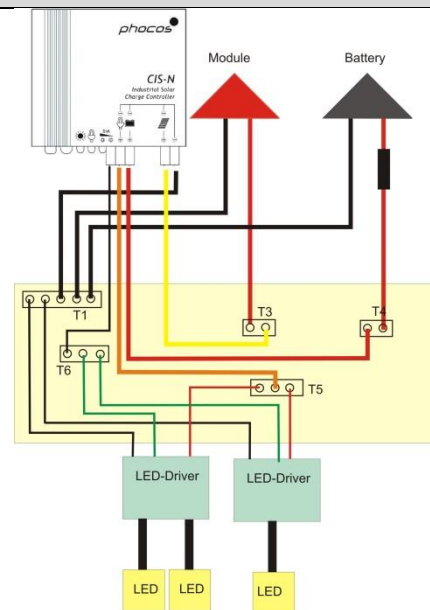 phocos
Module
Battery
CIS-N
Industrial Solar
Charge Controller
T1
T3
T4
T6
T5
LED-Driver
LED-Driver
LED
LED
LED